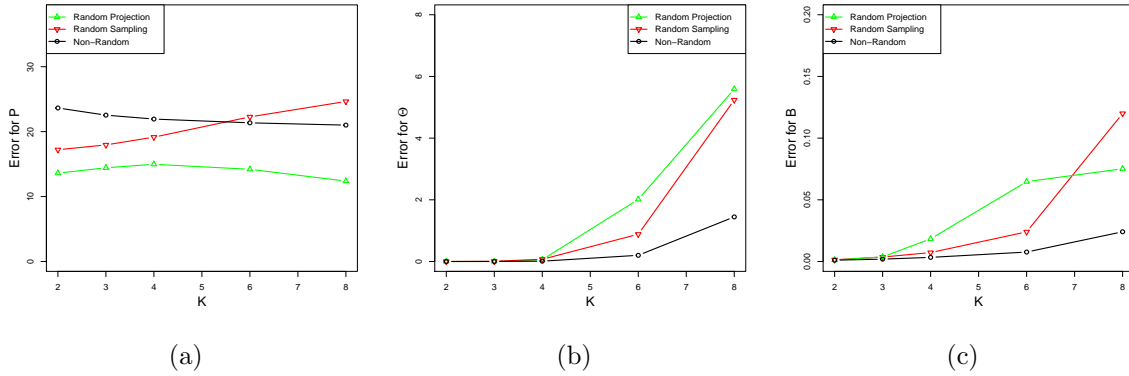 Random Projection
Random Sampling
Non−Random
Error for P
0
10
20
30
2
3
4
5
6
7
8
K
(a)
Random Projection
Random Sampling
Non−Random
Error for Θ
0
2
4
6
8
2
3
4
5
6
7
8
K
(b)
Random Projection
Random Sampling
Non−Random
Error for B
0.00
0.05
0.10
0.15
0.20
2
3
4
5
6
7
8
K
(c)